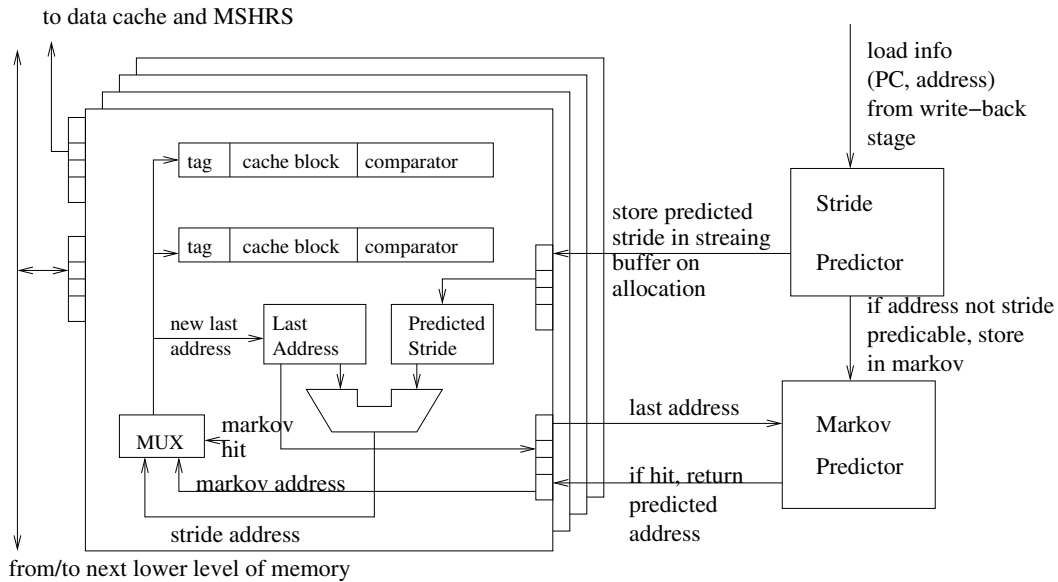 to data cache and MSHRS
load info
(PC, address)
from write-back
stage
tag cache block comparator
store predicted
stride in streaing
buffer on
allocation
Stride
Predictor
tag cache block comparator
if address not stride
predicable, store
in markov
new last
address
Last
Address
Predicted
Stride
last address
Markov
Predictor
markov
hit
MUX
markov address
if hit, return
predicted
address
stride address
from/to next lower level of memory